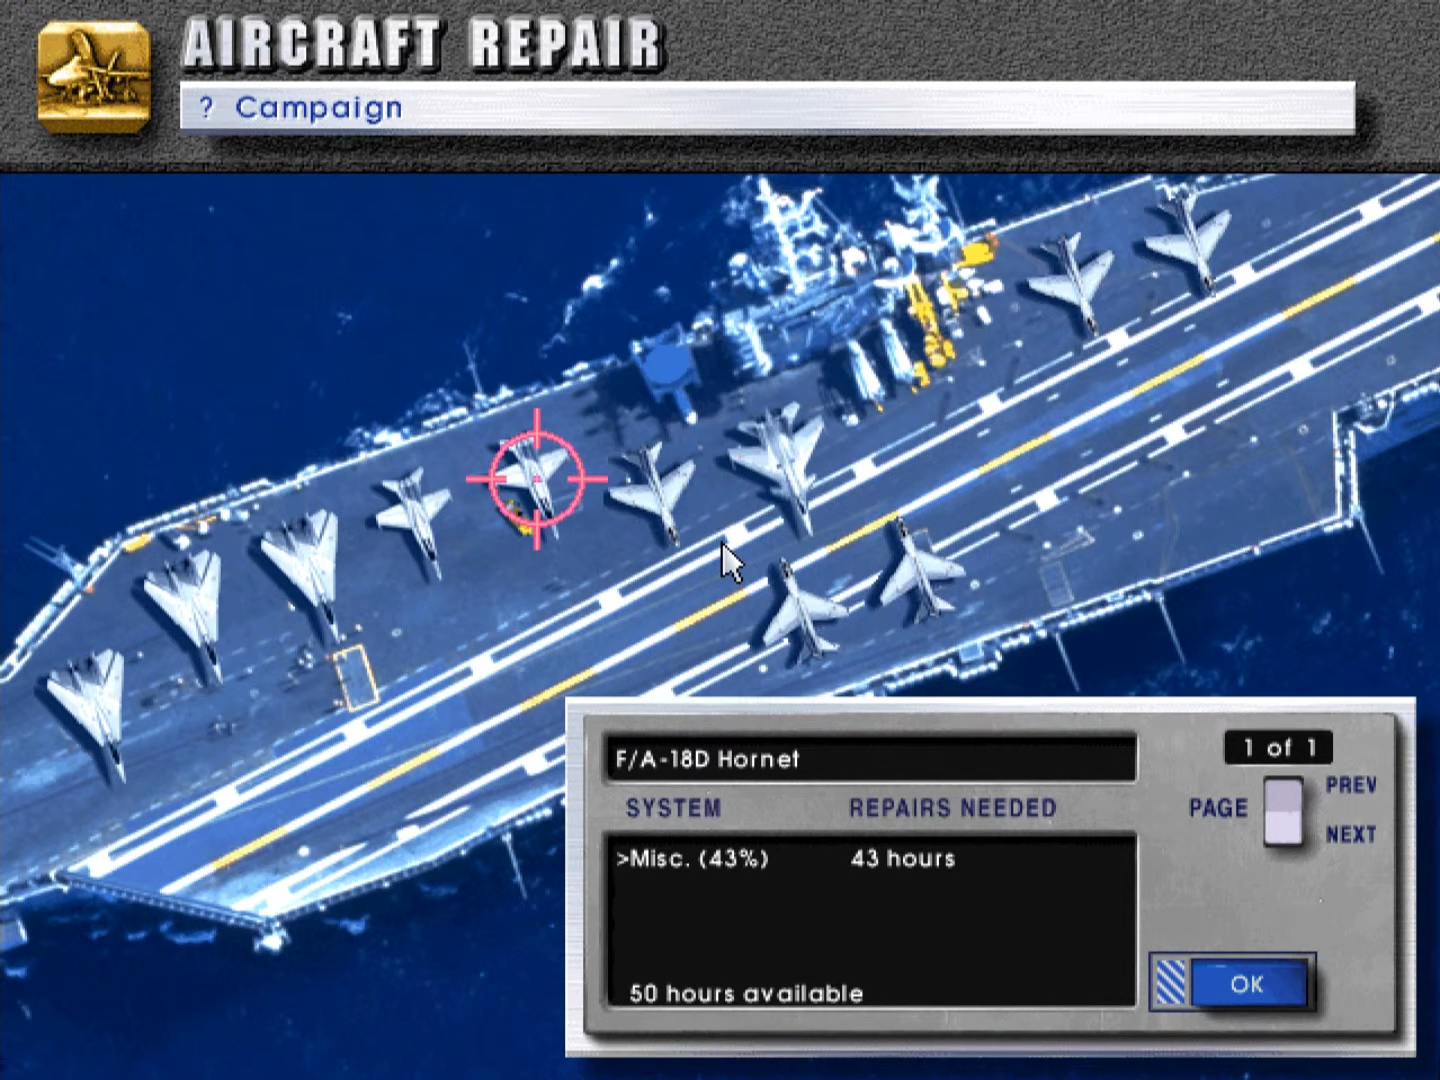 AIRCRAFT REPAIR
? Campaign
F/A-18D Hornet
1 of 1
SYSTEM REPAIRS NEEDED
PAGE
PREV
NEXT
>Misc. (43%) 43 hours
50 hours available
OK